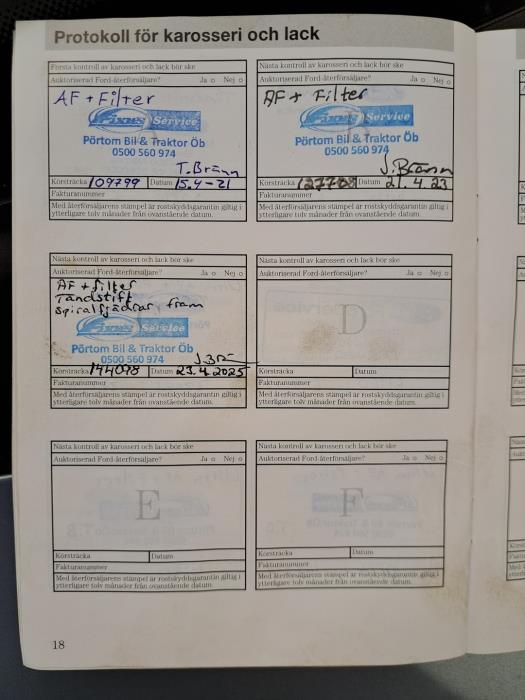 Protokoll för karosseri och lack
Första kontroll av karosseri och lack bör ske
Auktoriserad Ford-återförsäljare? Ja o Nej o
AF + Filter
Fixus Service
Pörtom Bil & Traktor Öb
0500 560 974
T. Bränn
Körsträcka 109799 Datum 15.4-21
Fakturanummer
Med återförsäljarens stämpel är rostskyddsgarantin giltig i
ytterligare tolv månader från ovanstående datum.
Nästa kontroll av karosseri och lack bör ske
Auktoriserad Ford-återförsäljare? Ja o Nej o
AF + Filter
Fixus Service
Pörtom Bil & Traktor Öb
0500 560 974
J. Bränn
Körsträcka Datum 21.4.23
Fakturanummer
Med återförsäljarens stämpel är rostskyddsgarantin giltig i
ytterligare tolv månader från ovanstående datum.
Nästa kontroll av karosseri och lack bör ske
Auktoriserad Ford-återförsäljare? Ja o Nej o
AF + filter
Tändstift
spiralfjädrar, fram
Fixus Service
Pörtom Bil & Traktor Öb
0500 560 974
Körsträcka 144098 Datum 23.4.2025
Fakturanummer
Med återförsäljarens stämpel är rostskyddsgarantin giltig i
ytterligare tolv månader från ovanstående datum.
Nästa kontroll av karosseri och lack bör ske
Auktoriserad Ford-återförsäljare? Ja o Nej o
D
Körsträcka Datum
Fakturanummer
Med återförsäljarens stämpel är rostskyddsgarantin giltig i
ytterligare tolv månader från ovanstående datum.
Nästa kontroll av karosseri och lack bör ske
Auktoriserad Ford-återförsäljare? Ja o Nej o
E
Körsträcka Datum
Fakturanummer
Med återförsäljarens stämpel är rostskyddsgarantin giltig i
ytterligare tolv månader från ovanstående datum.
Nästa kontroll av karosseri och lack bör ske
Auktoriserad Ford-återförsäljare? Ja o Nej o
F
Körsträcka Datum
Fakturanummer
Med återförsäljarens stämpel är rostskyddsgarantin giltig i
ytterligare tolv månader från ovanstående datum.
18